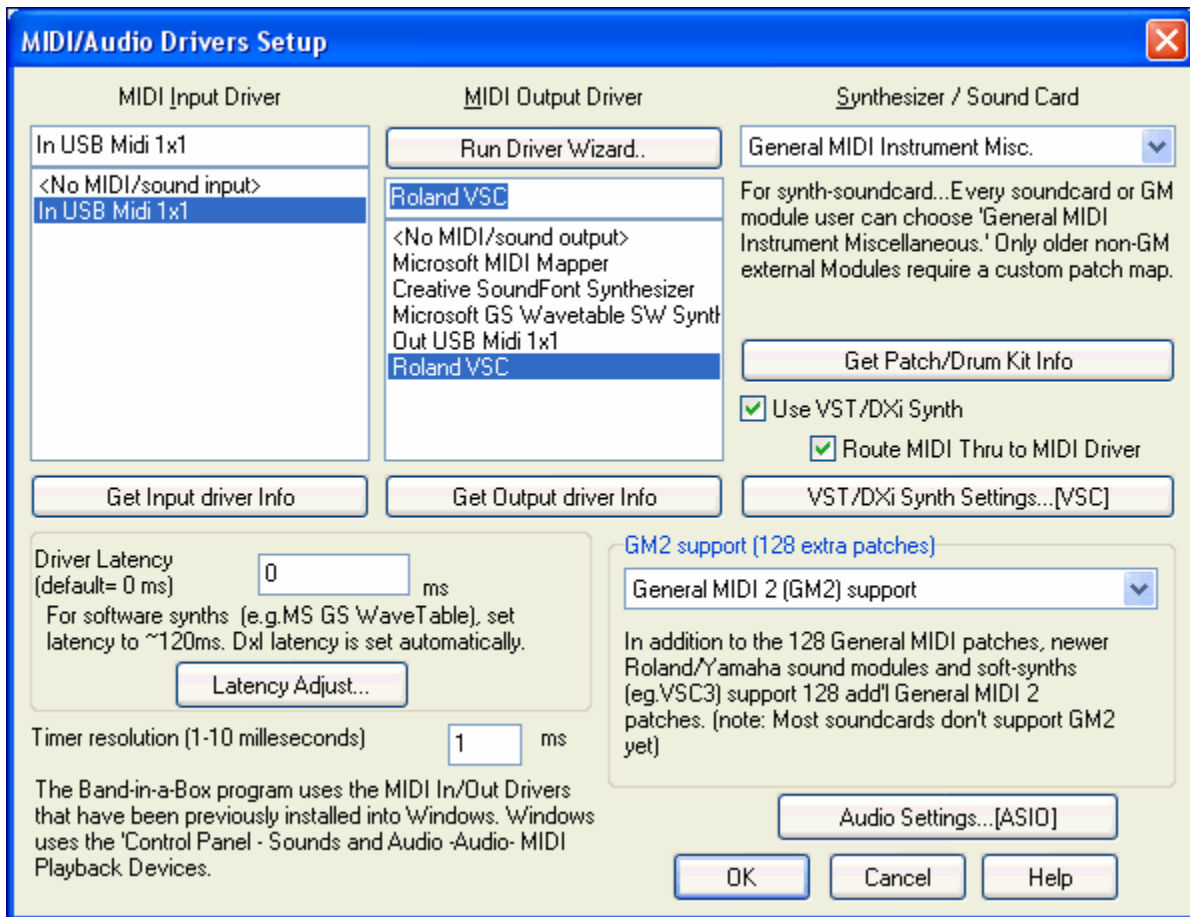 MIDI/Audio Drivers Setup
MIDI Input Driver
In USB Midi 1x1
<No MIDI/sound input>
In USB Midi 1x1
Get Input driver Info
MIDI Output Driver
Run Driver Wizard..
Roland VSC
<No MIDI/sound output>
Microsoft MIDI Mapper
Creative SoundFont Synthesizer
Microsoft GS Wavetable SW Synth
Out USB Midi 1x1
Roland VSC
Get Output driver Info
Synthesizer / Sound Card
General MIDI Instrument Misc.
For synth-soundcard...Every soundcard or GM
module user can choose 'General MIDI
Instrument Miscellaneous.' Only older non-GM
external Modules require a custom patch map.
Get Patch/Drum Kit Info
Use VST/DXi Synth
Route MIDI Thru to MIDI Driver
VST/DXi Synth Settings...[VSC]
Driver Latency
(default= 0 ms)
0
ms
For software synths (e.g.MS GS WaveTable), set
latency to ~120ms. DxI latency is set automatically.
Latency Adjust...
Timer resolution (1-10 milleseconds)
1
ms
The Band-in-a-Box program uses the MIDI In/Out Drivers
that have been previously installed into Windows. Windows
uses the 'Control Panel - Sounds and Audio -Audio- MIDI
Playback Devices.
GM2 support (128 extra patches)
General MIDI 2 (GM2) support
In addition to the 128 General MIDI patches, newer
Roland/Yamaha sound modules and soft-synths
(eg.VSC3) support 128 add'l General MIDI 2
patches. (note: Most soundcards don't support GM2
yet)
Audio Settings...[ASIO]
OK
Cancel
Help